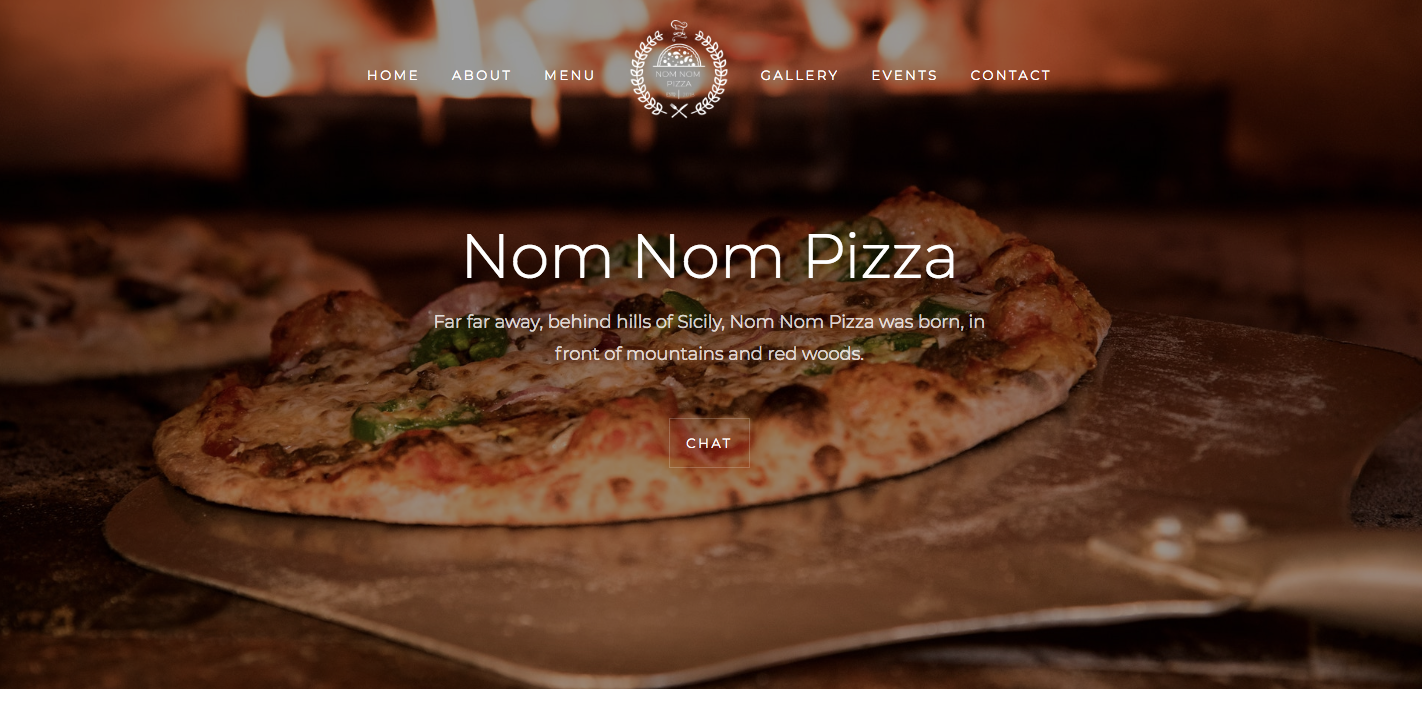 HOME ABOUT MENU GALLERY EVENTS CONTACT
NOM NOM
PIZZA
Nom Nom Pizza
Far far away, behind hills of Sicily, Nom Nom Pizza was born, in
front of mountains and red woods.
CHAT